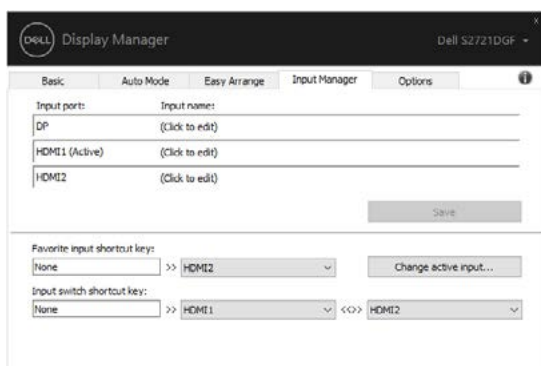 DELL Display Manager Dell S2721DGF
x
Basic Auto Mode Easy Arrange Input Manager Options i
Input port: Input name:
DP (Click to edit)
HDMI1 (Active) (Click to edit)
HDMI2 (Click to edit)
Save
Favorite input shortcut key:
None >> HDMI2 Change active input...
Input switch shortcut key:
None >> HDMI1 <<>> HDMI2